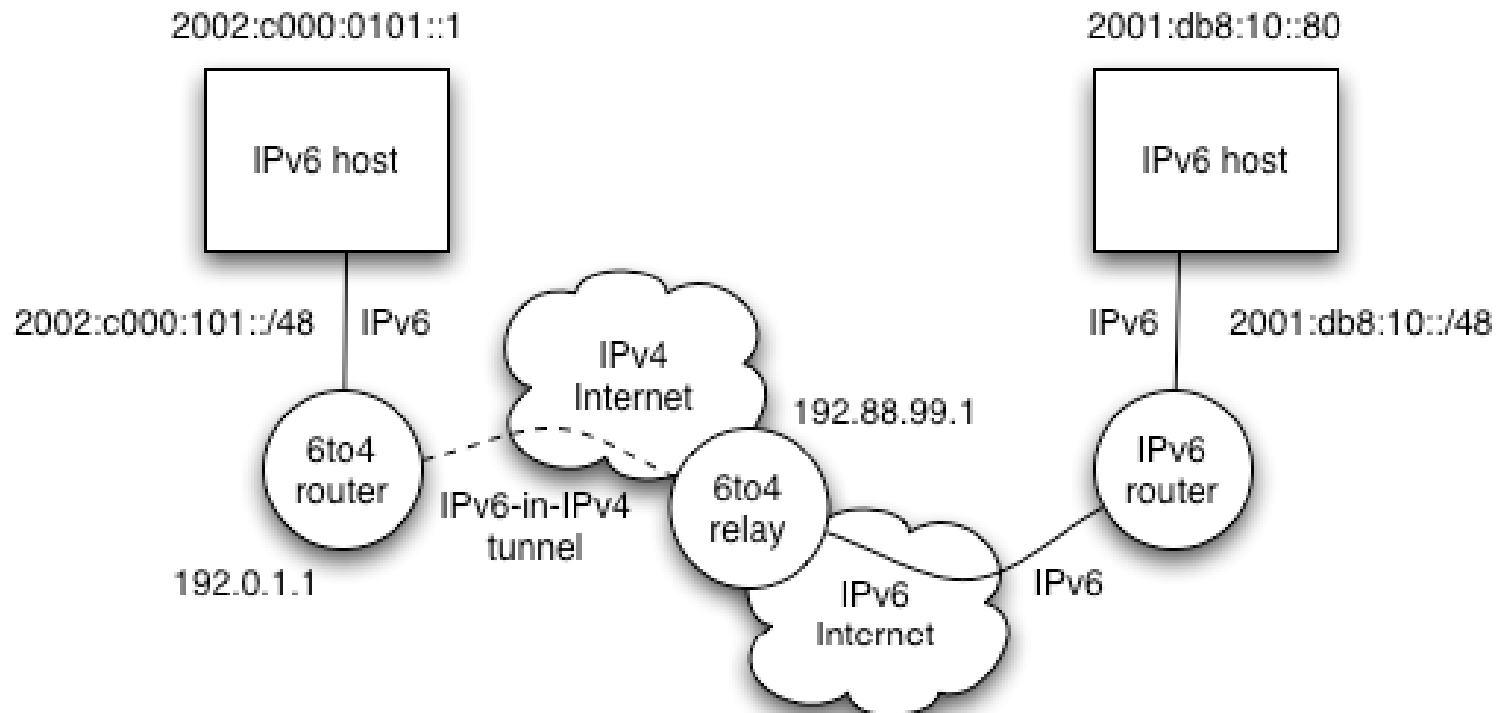 2002:c000:0101::1
2001:db8:10::80
IPv6 host
IPv6 host
2002:c000:101::/48
IPv6
IPv6
2001:db8:10::/48
IPv4
Internet
192.88.99.1
6to4
router
IPv6
router
6to4
relay
IPv6-in-IPv4
tunnel
192.0.1.1
IPv6
IPv6
Internet